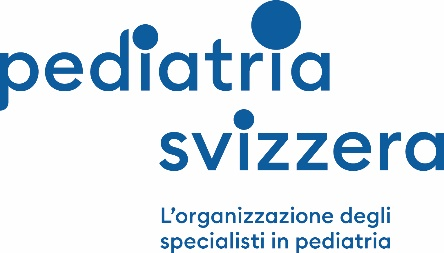 pediatria
svizzera
L'organizzazione degli
specialisti in pediatria